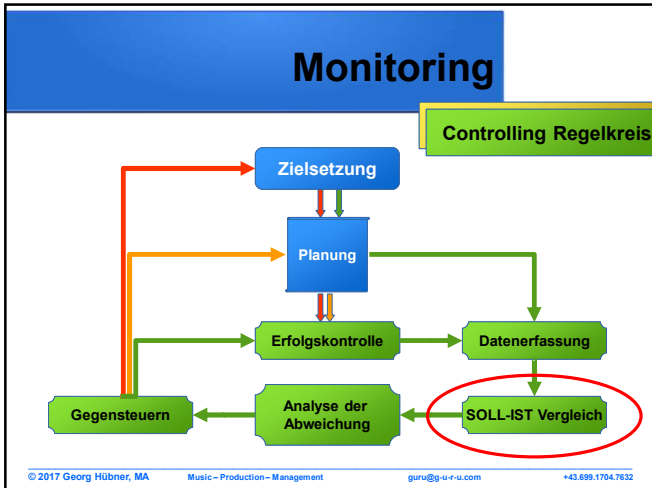 Monitoring
Controlling Regelkreis
Zielsetzung
Planung
Erfolgskontrolle
Datenerfassung
Gegensteuern
Analyse der
Abweichung
SOLL-IST Vergleich
© 2017 Georg Hübner, MA Music – Production – Management guru@g-u-r-u.com +43.699.1704.7632